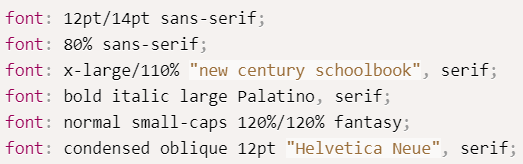 font: 12pt/14pt sans-serif;
font: 80% sans-serif;
font: x-large/110% "new century schoolbook", serif;
font: bold italic large Palatino, serif;
font: normal small-caps 120%/120% fantasy;
font: condensed oblique 12pt "Helvetica Neue", serif;